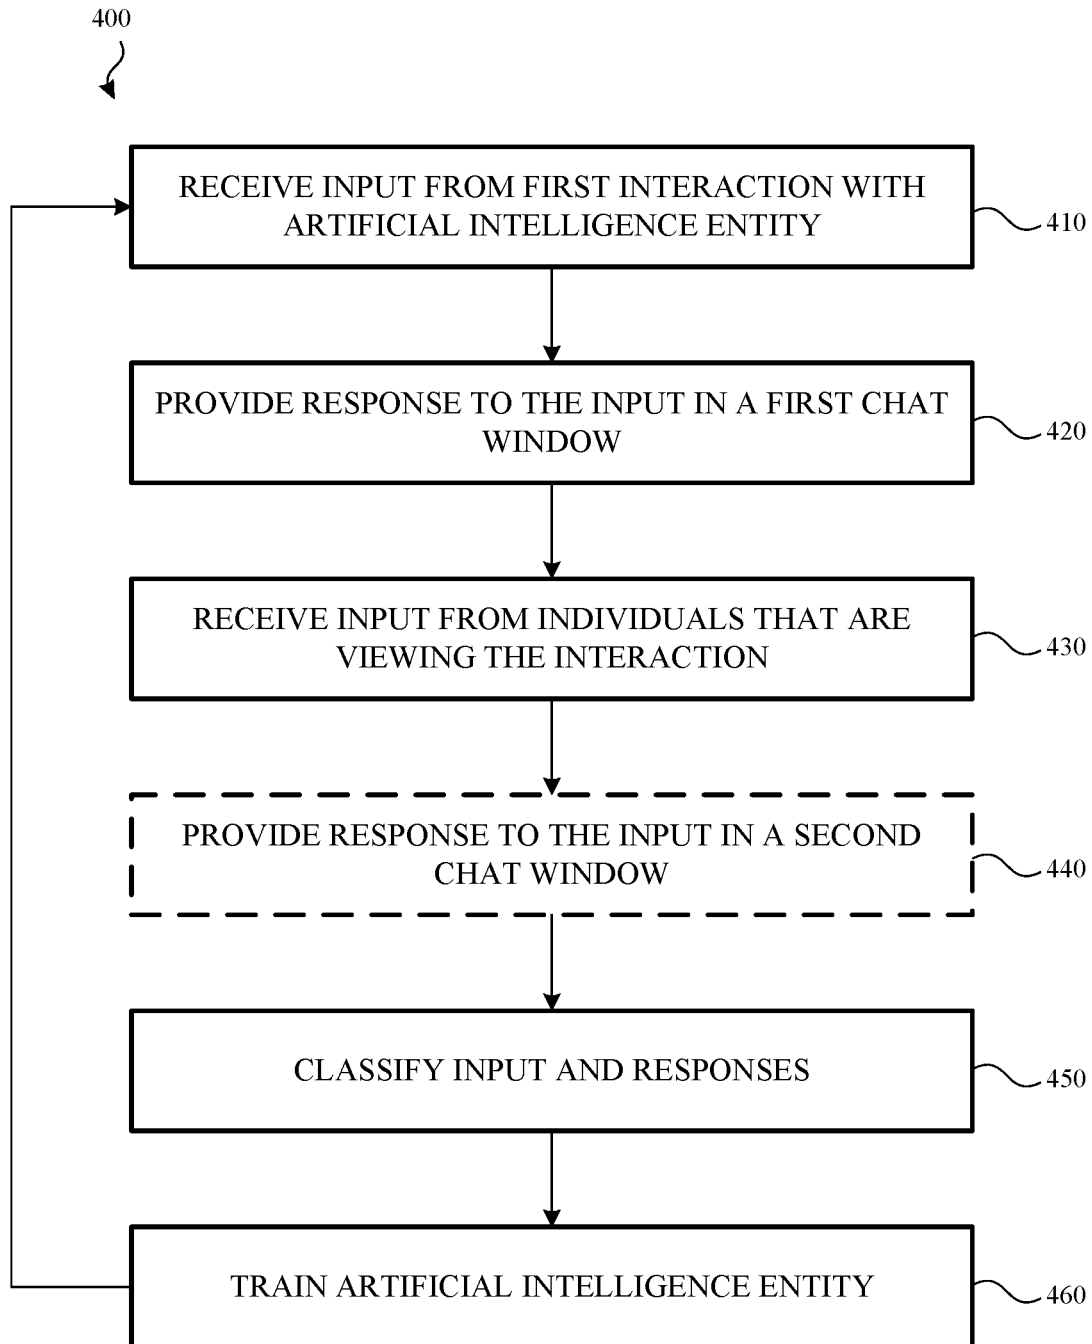 400
RECEIVE INPUT FROM FIRST INTERACTION WITH
ARTIFICIAL INTELLIGENCE ENTITY
410
PROVIDE RESPONSE TO THE INPUT IN A FIRST CHAT
WINDOW
420
RECEIVE INPUT FROM INDIVIDUALS THAT ARE
VIEWING THE INTERACTION
430
PROVIDE RESPONSE TO THE INPUT IN A SECOND
CHAT WINDOW
440
CLASSIFY INPUT AND RESPONSES
450
TRAIN ARTIFICIAL INTELLIGENCE ENTITY
460